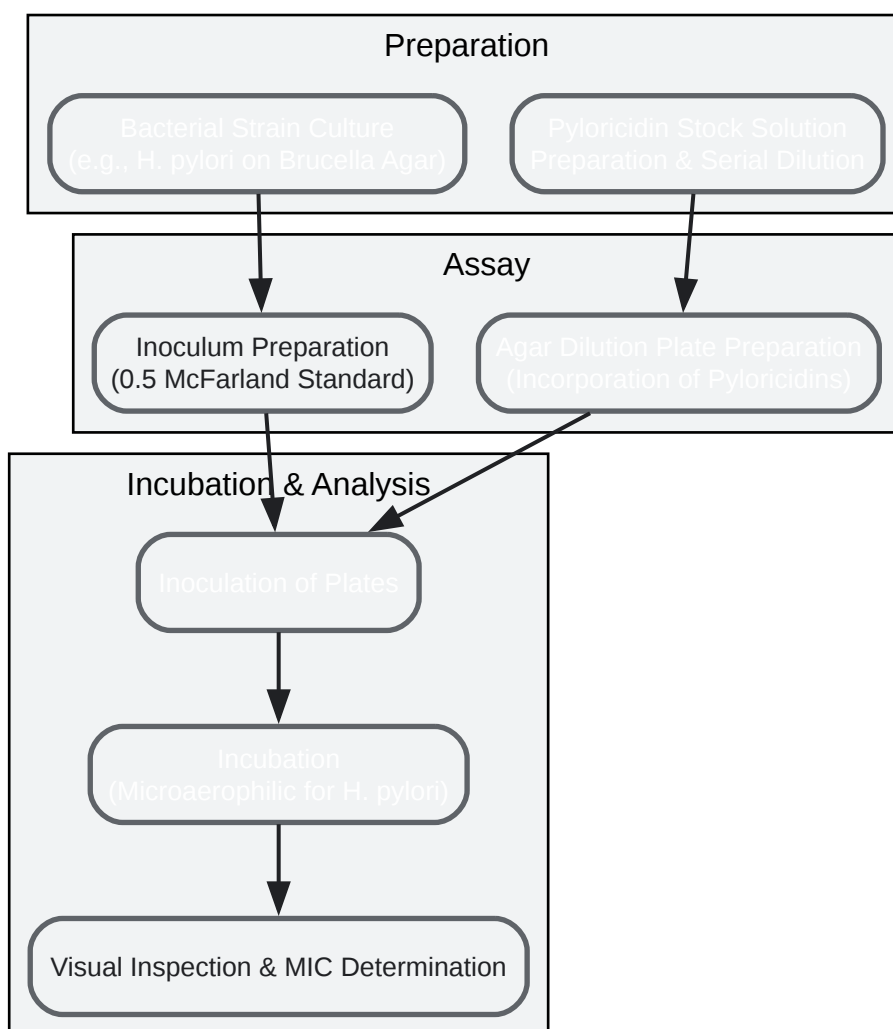 Preparation
Bacterial Strain Culture
(e.g., H. pylori on Brucella Agar)
Pyloricidin Stock Solution
Preparation & Serial Dilution
Assay
Inoculum Preparation
(0.5 McFarland Standard)
Agar Dilution Plate Preparation
(Incorporation of Pyloricidins)
Incubation & Analysis
Inoculation of Plates
Incubation
(Microaerophilic for H. pylori)
Visual Inspection & MIC Determination